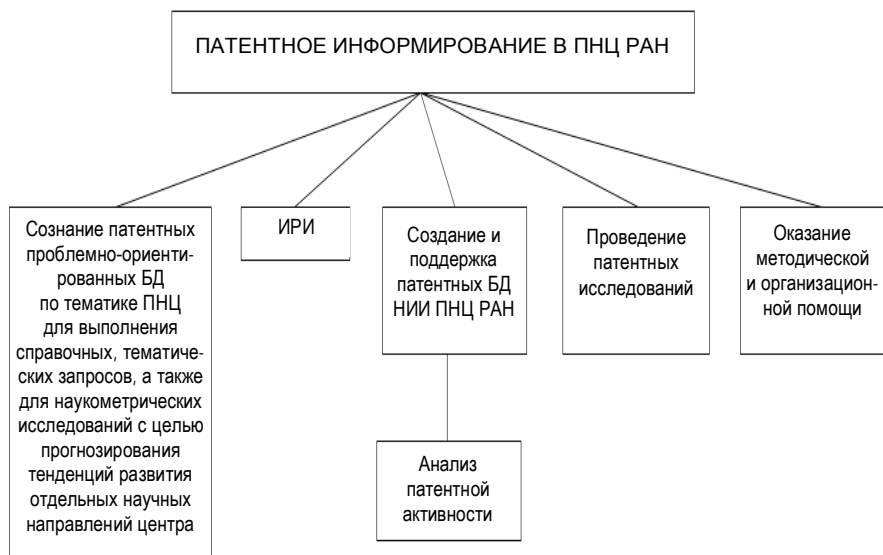 ПАТЕНТНОЕ ИНФОРМИРОВАНИЕ В ПНЦ РАН
Сознание патентных
проблемно-ориенти-
рованных БД
по тематике ПНЦ
для выполнения
справочных, тематиче-
ских запросов, а также
для наукометрических
исследований с целью
прогнозирования
тенденций развития
отдельных научных
направлений центра
ИРИ
Создание и
поддержка
патентных БД
НИИ ПНЦ РАН
Проведение
патентных
исследований
Оказание
методической
и организацион-
ной помощи
Анализ
патентной
активности